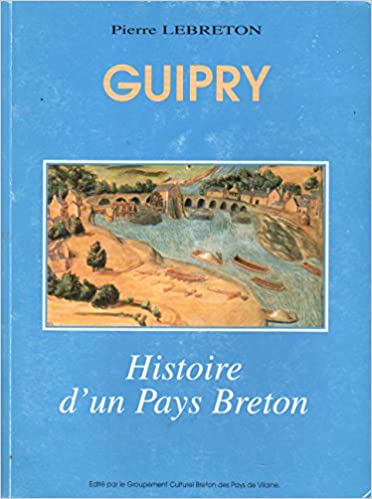 Pierre LEBRETON
GUIPRY
Histoire
d'un Pays Breton
Edité par le Groupement Culturel Breton des Pays de Vilaine.